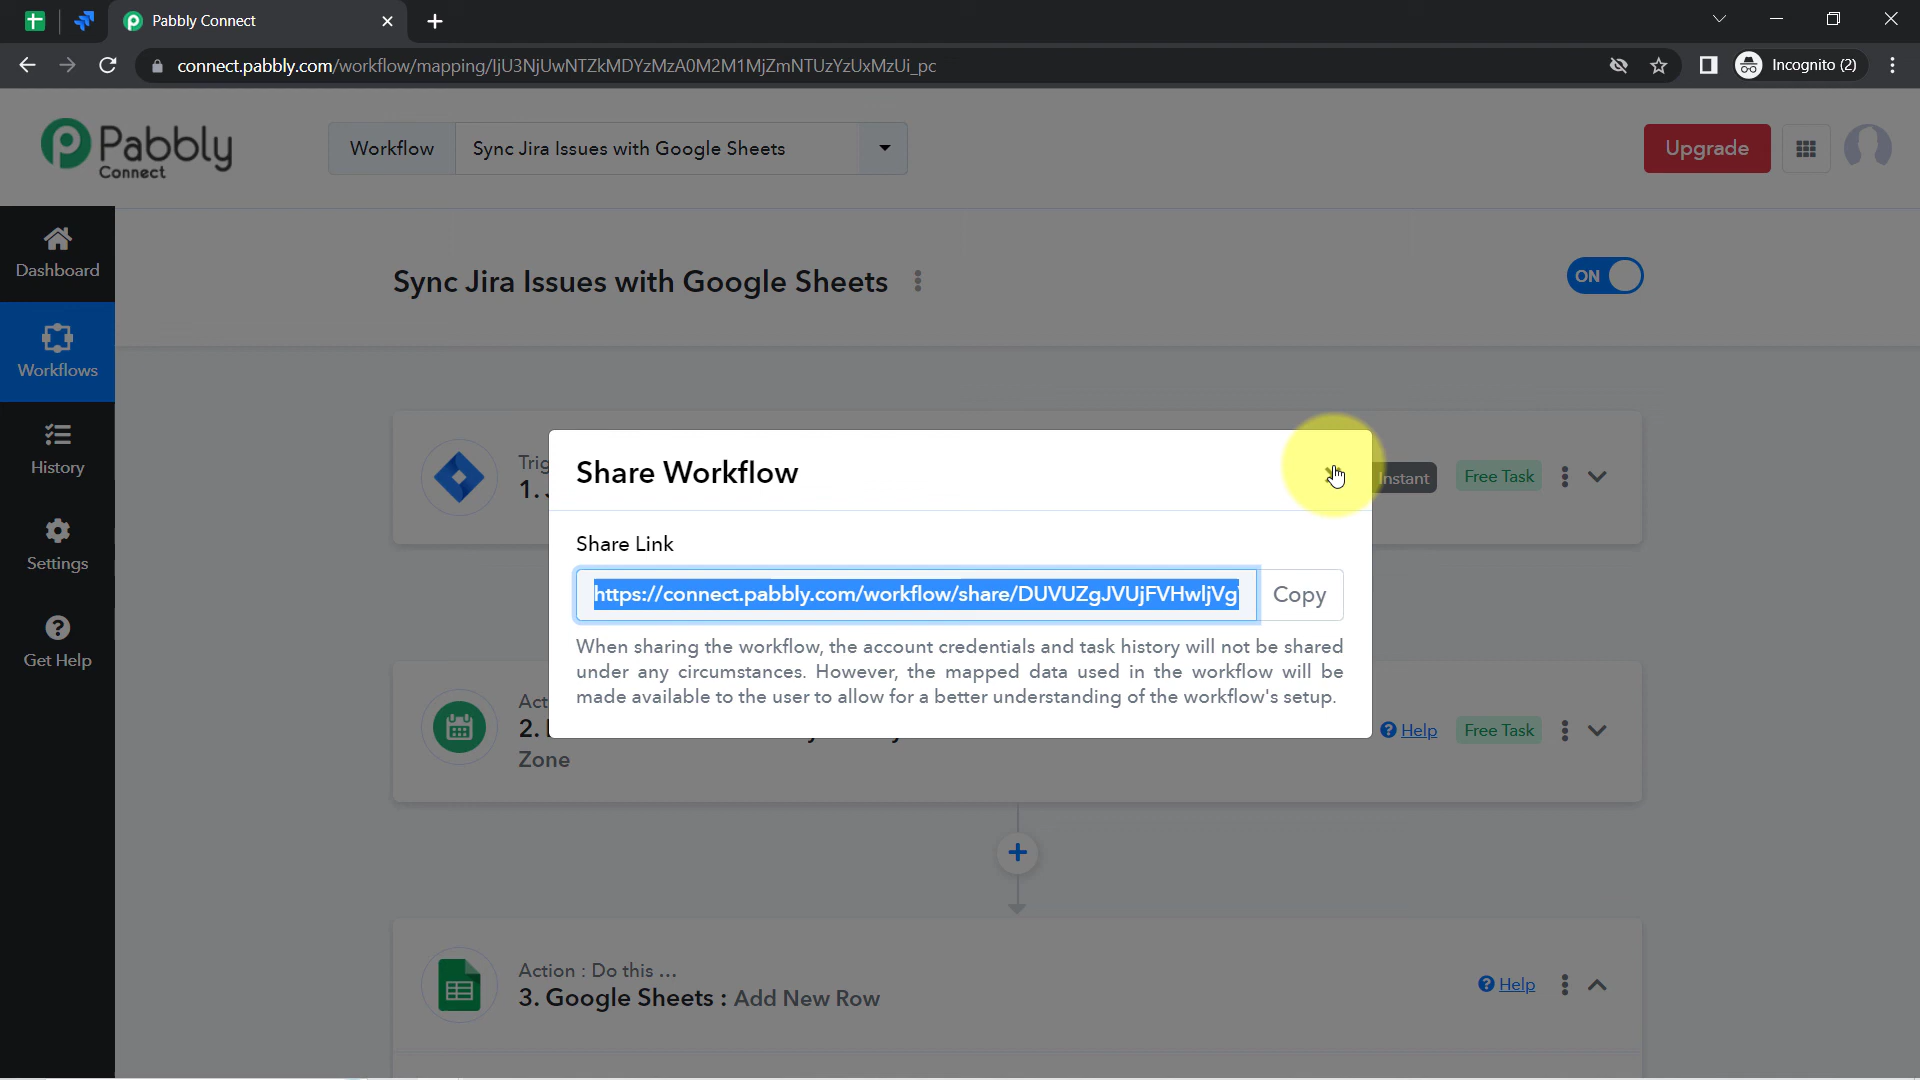 Pabbly Connect
connect.pabbly.com/workflow/mapping/IjU3NjUwNTZkMDYzMzA0M2M1MjZmNTUzYzUxMzUi_pc
Incognito (2)
Pabbly
Connect
Workflow
Sync Jira Issues with Google Sheets
Upgrade
Dashboard
Workflows
History
Settings
Get Help
Sync Jira Issues with Google Sheets
ON
Trig
1.
Instant
Free Task
Share Workflow
Share Link
https://connect.pabbly.com/workflow/share/DUVUZgJVUjFVHwljVg
Copy
When sharing the workflow, the account credentials and task history will not be shared
under any circumstances. However, the mapped data used in the workflow will be
made available to the user to allow for a better understanding of the workflow's setup.
Act
2.
Zone
Help
Free Task
Action : Do this ...
3. Google Sheets : Add New Row
Help